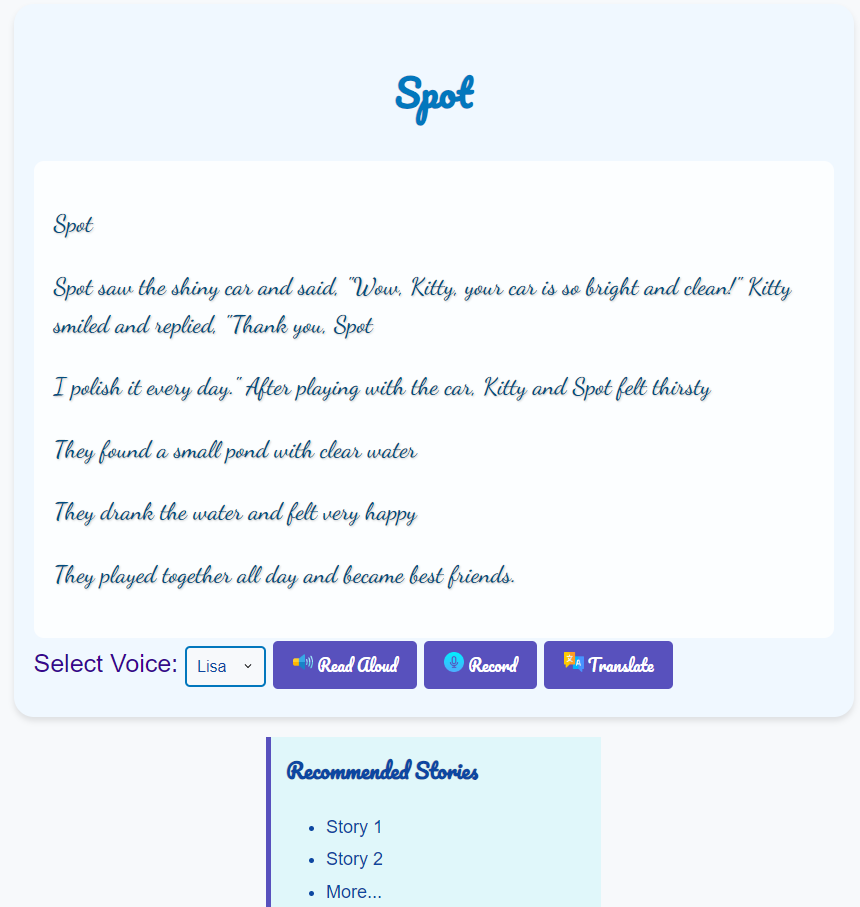 Spot
Spot
Spot saw the shiny car and said, "Wow, Kitty, your car is so bright and clean!" Kitty
smiled and replied, "Thank you, Spot
I polish it every day." After playing with the car, Kitty and Spot felt thirsty
They found a small pond with clear water
They drank the water and felt very happy
They played together all day and became best friends.
Select Voice: Lisa Read Aloud Record Translate
Recommended Stories
• Story 1
• Story 2
• More...